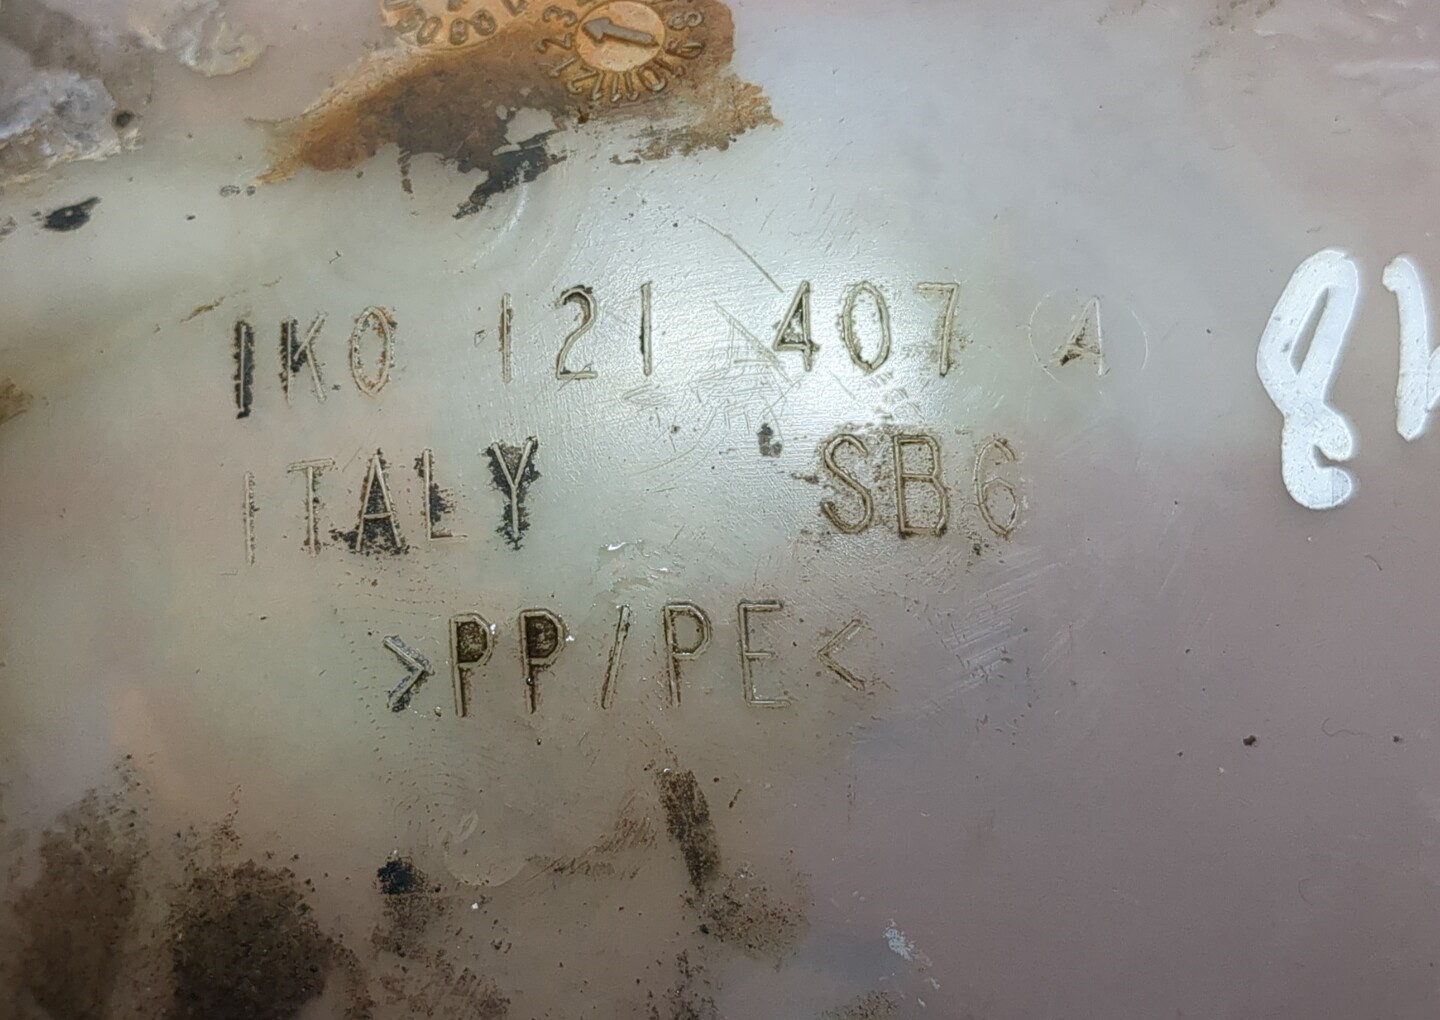 1K0 121 407 A
ITALY SB6
>PP/PE<